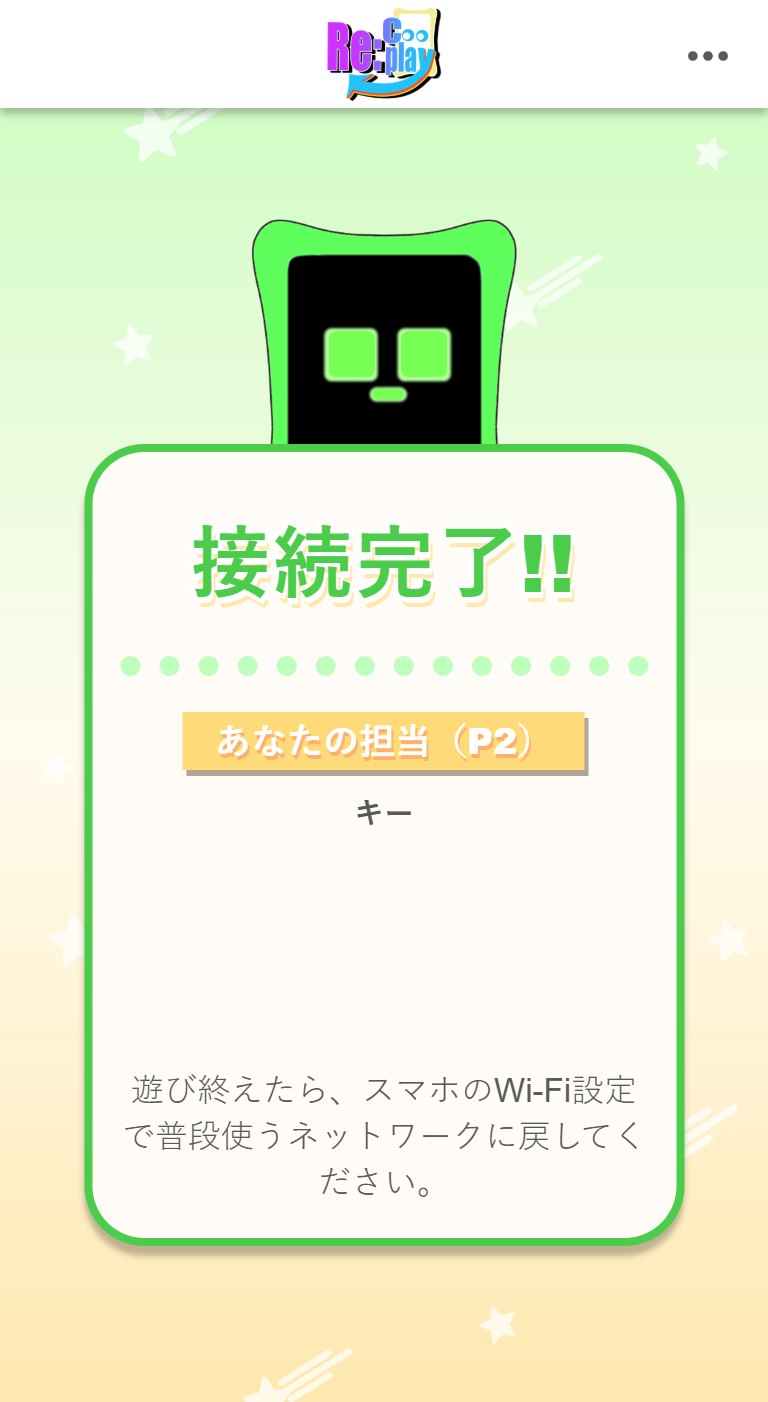 Re:Cooplay
接続完了!!
あなたの担当（P2）
キー
遊び終えたら、スマホのWi-Fi設定
で普段使うネットワークに戻してく
ださい。